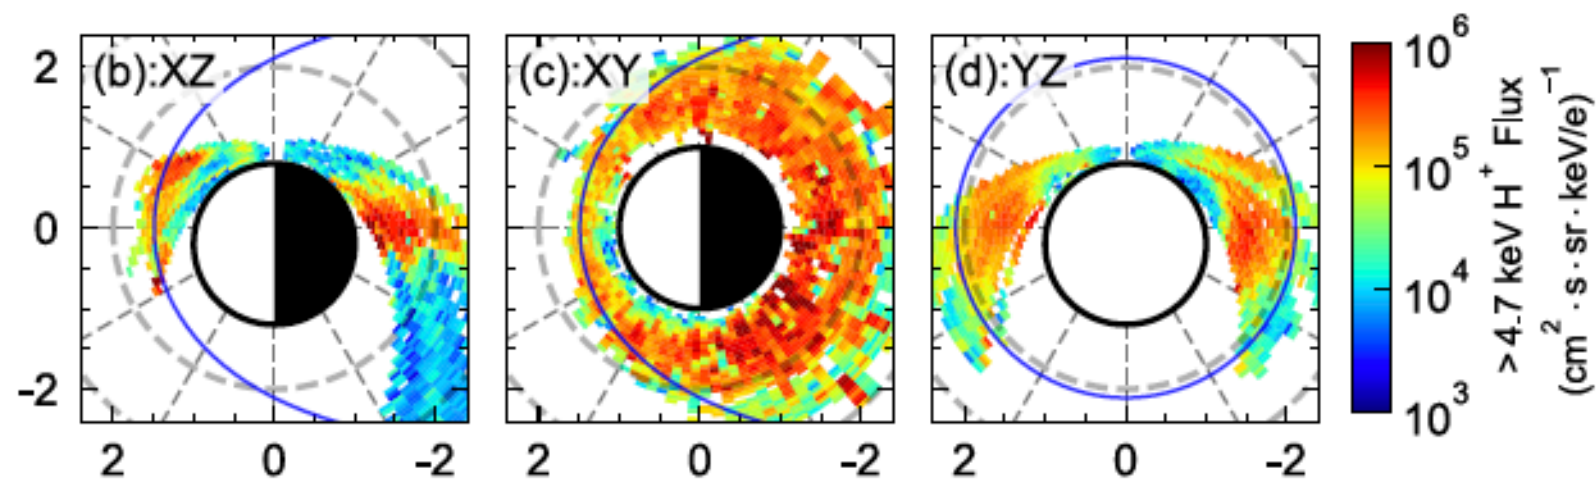 (b):XZ
(c):XY
(d):YZ
2
0
-2
2 0 -2
2 0 -2
2 0 -2
10^6
10^5
10^4
10^3
>4.7 keV H^+ Flux
(cm^2 · s · sr · keV/e)^−1